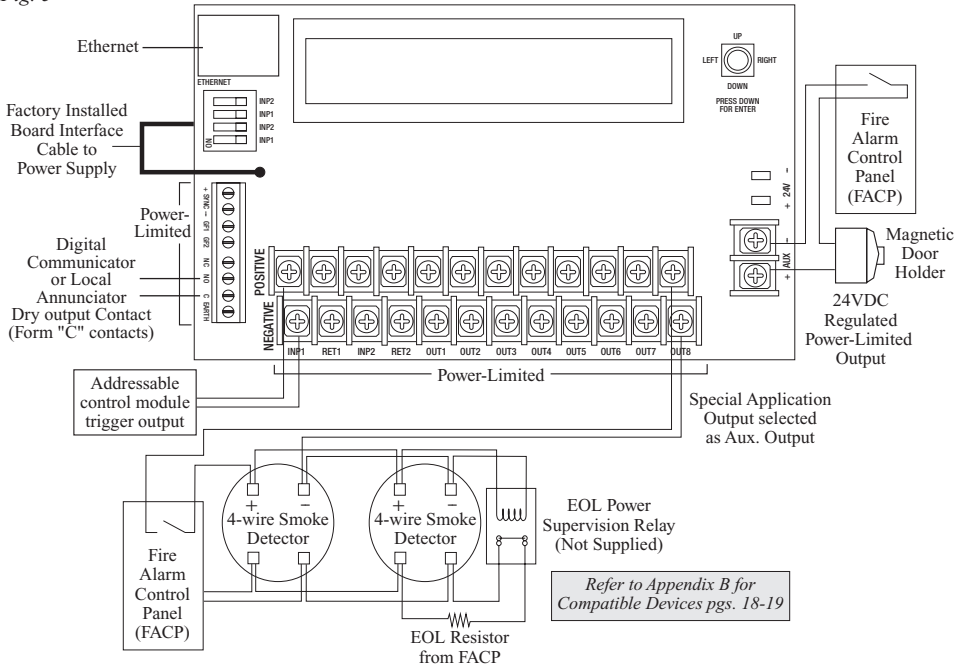 Ethernet
ETHERNET
UP
LEFT
RIGHT
DOWN
PRESS DOWN
FOR ENTER
INP2
INP1
INP2
INP1
ON
Factory Installed
Board Interface
Cable to
Power Supply
Fire
Alarm
Control
Panel
(FACP)
+ 24V -
+ AUX -
Magnetic
Door
Holder
24VDC
Regulated
Power-Limited
Output
Power-
Limited
+ SYNC -
GF1
GF2
NC
NO
C
EARTH
Digital
Communicator
or Local
Annunciator
Dry output Contact
(Form "C" contacts)
POSITIVE
NEGATIVE
INP1 RET1 INP2 RET2 OUT1 OUT2 OUT3 OUT4 OUT5 OUT6 OUT7 OUT8
Power-Limited
Addressable
control module
trigger output
Special Application
Output selected
as Aux. Output
+ -
4-wire Smoke
Detector
+ -
4-wire Smoke
Detector
EOL Power
Supervision Relay
(Not Supplied)
Fire
Alarm
Control
Panel
(FACP)
Refer to Appendix B for
Compatible Devices pgs. 18-19
EOL Resistor
from FACP